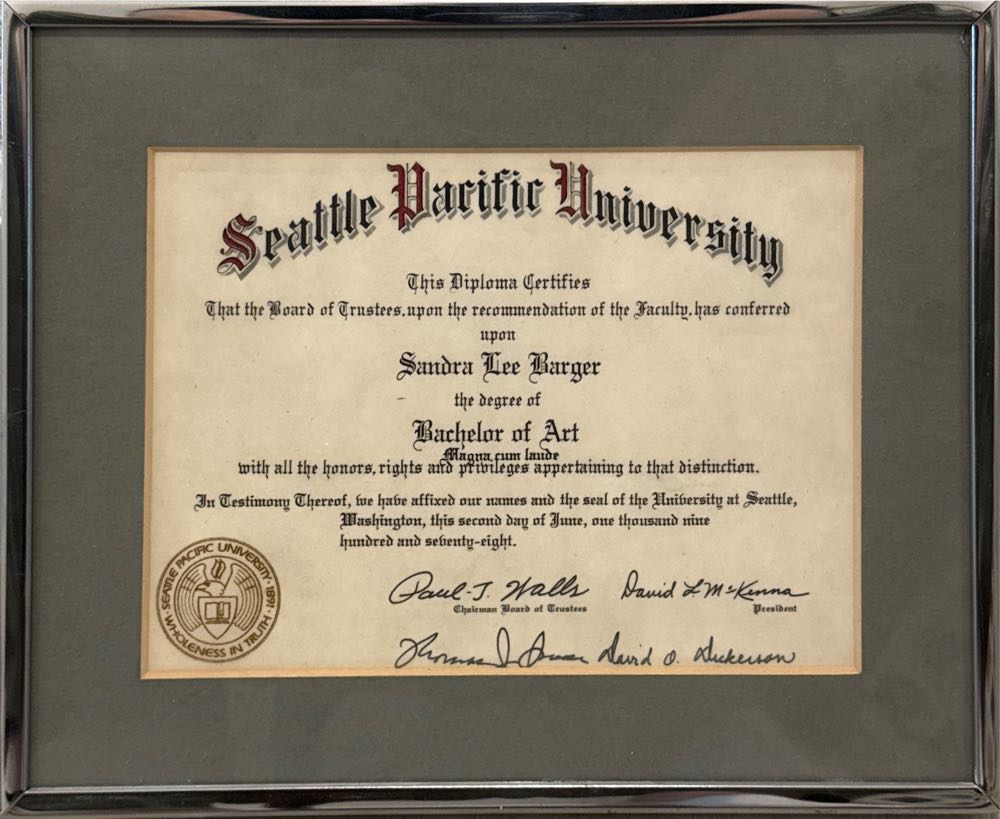 Seattle Pacific University
This Diploma Certifies
That the Board of Trustees, upon the recommendation of the Faculty, has conferred
upon
Sandra Lee Barger
the degree of
Bachelor of Art
Magna cum laude
with all the honors, rights and privileges appertaining to that distinction.
In Testimony Thereof, we have affixed our names and the seal of the University at Seattle,
Washington, this second day of June, one thousand nine
hundred and seventy-eight.
SEATTLE PACIFIC UNIVERSITY · 1891 · WHOLENESS IN TRUTH ·
Paul T. Walls David L McKenna
Chairman Board of Trustees President
David O. Dickerson